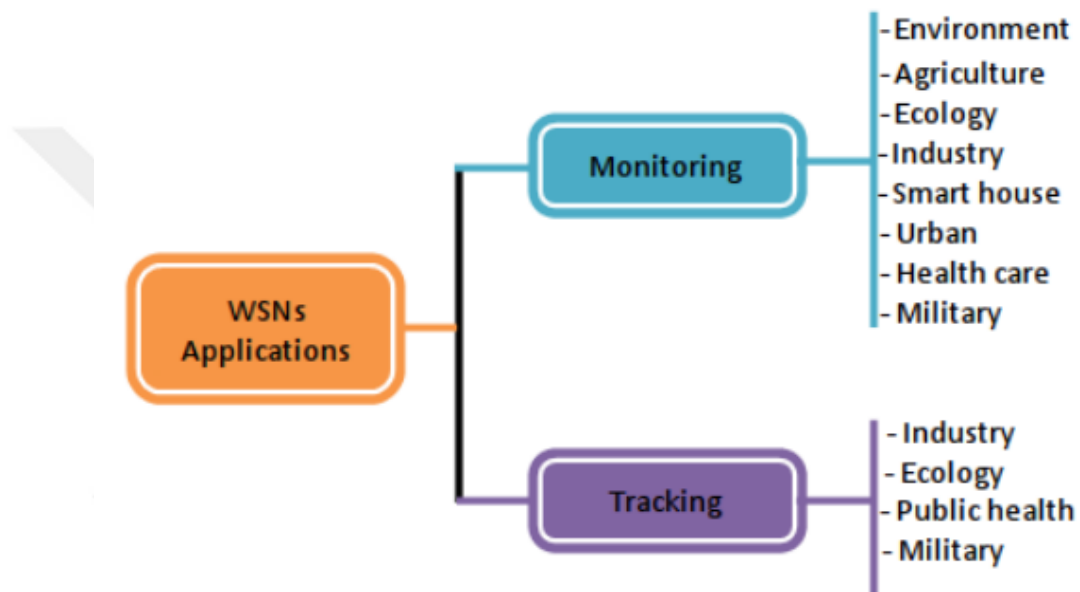 WSNs
Applications
Monitoring
- Environment
- Agriculture
- Ecology
- Industry
- Smart house
- Urban
- Health care
- Military
Tracking
- Industry
- Ecology
- Public health
- Military